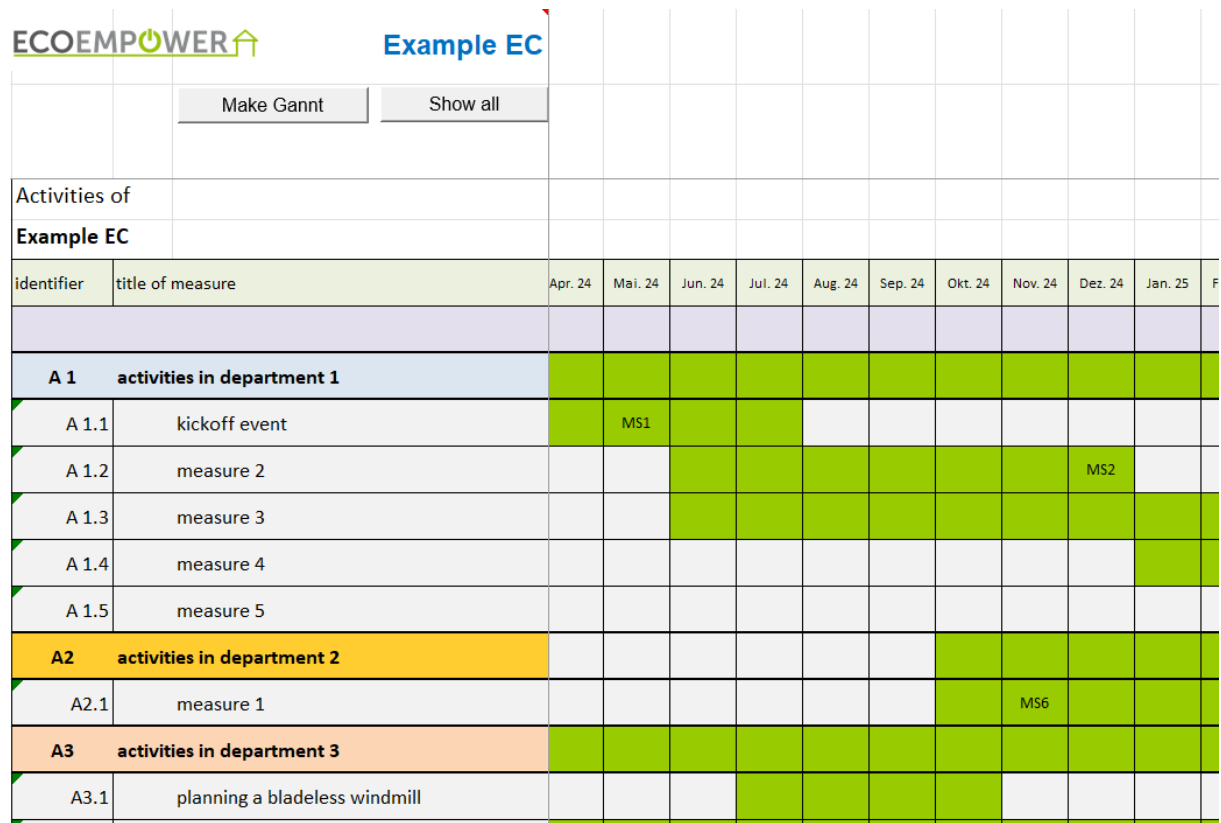 ECOEMPOWER Example EC
Make Gannt Show all
Activities of
Example EC
identifier title of measure Apr. 24 Mai. 24 Jun. 24 Jul. 24 Aug. 24 Sep. 24 Okt. 24 Nov. 24 Dez. 24 Jan. 25 F
A 1 activities in department 1
A 1.1 kickoff event MS1
A 1.2 measure 2 MS2
A 1.3 measure 3
A 1.4 measure 4
A 1.5 measure 5
A2 activities in department 2
A2.1 measure 1 MS6
A3 activities in department 3
A3.1 planning a bladeless windmill